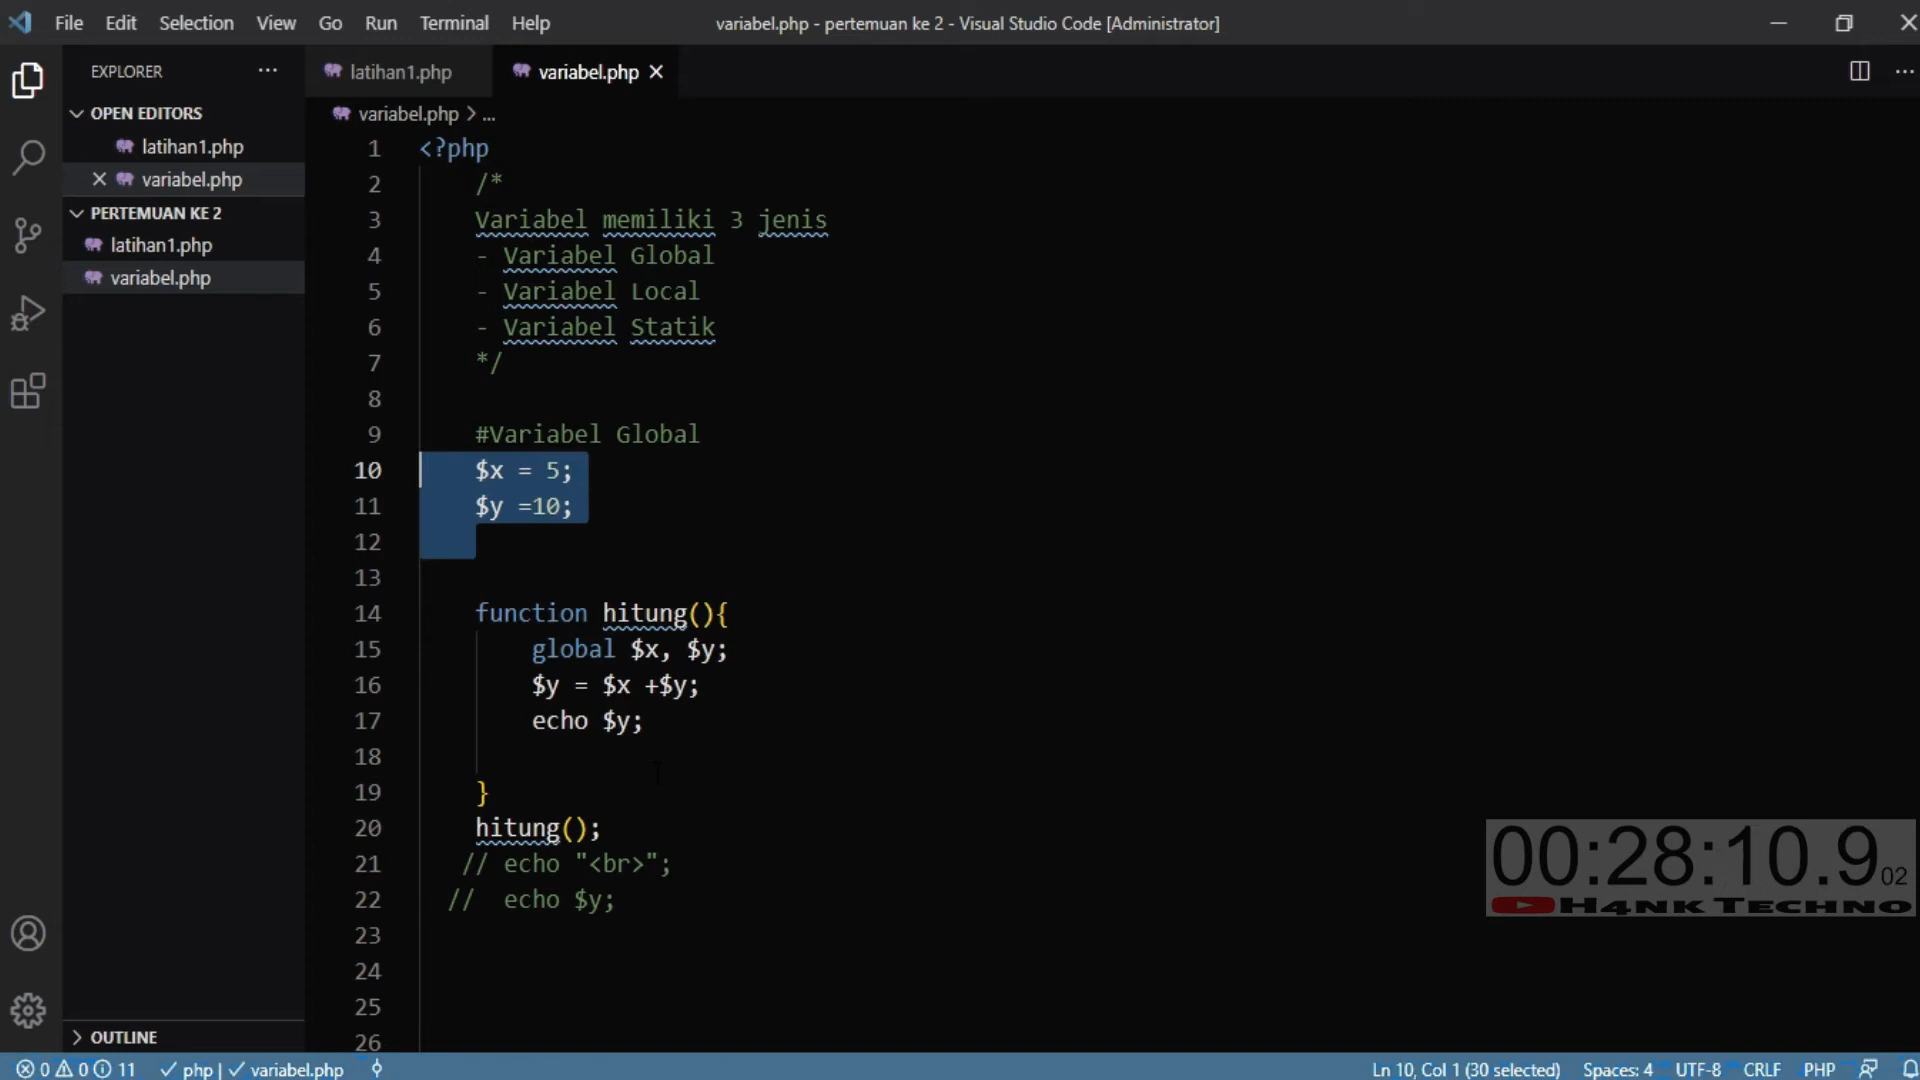 File Edit Selection View Go Run Terminal Help variabel.php - pertemuan ke 2 - Visual Studio Code [Administrator]
EXPLORER ...
latihan1.php variabel.php
OPEN EDITORS
latihan1.php
variabel.php
PERTEMUAN KE 2
latihan1.php
variabel.php
OUTLINE
variabel.php > ...
1 <?php
2 /*
3 Variabel memiliki 3 jenis
4 - Variabel Global
5 - Variabel Local
6 - Variabel Statik
7 */
8
9 #Variabel Global
10 $x = 5;
11 $y =10;
12
13
14 function hitung(){
15 global $x, $y;
16 $y = $x +$y;
17 echo $y;
18
19 }
20 hitung();
21 // echo "<br>";
22 // echo $y;
23
24
25
26
00:28:10.9 02
H4NK TECHNO
0 0 11 php | variabel.php Ln 10, Col 1 (30 selected) Spaces: 4 UTF-8 CRLF PHP